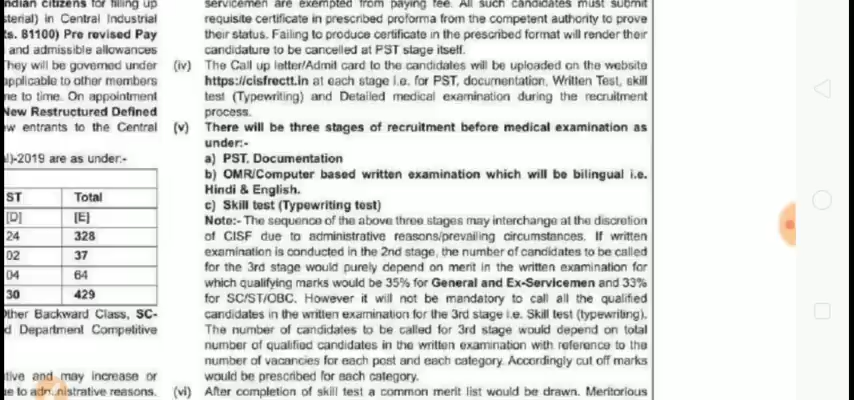 ndian citizens for filling up
sterial) in Central Industrial
s. 81100) Pre revised Pay
and admissible allowances
They will be governed under
applicable to other members
me to time. On appointment
New Restructured Defined
ew entrants to the Central
al)-2019 are as under:-
ST Total
[D] [E]
24 328
02 37
04 64
30 429
Other Backward Class, SC-
d Department Competitive
tive and may increase or
e to administrative reasons.
servicemen are exempted from paying fee. All such candidates must submit
requisite certificate in prescribed proforma from the competent authority to prove
their status. Failing to produce certificate in the prescribed format will render their
candidature to be cancelled at PST stage itself.
(iv) The Call up letter/Admit card to the candidates will be uploaded on the website
https://cisfrectt.in at each stage i.e. for PST, documentation, Written Test, skill
test (Typewriting) and Detailed medical examination during the recruitment
process.
(v) There will be three stages of recruitment before medical examination as
under:-
a) PST, Documentation
b) OMR/Computer based written examination which will be bilingual i.e.
Hindi & English.
c) Skill test (Typewriting test)
Note:- The sequence of the above three stages may interchange at the discretion
of CISF due to administrative reasons/prevailing circumstances. If written
examination is conducted in the 2nd stage, the number of candidates to be called
for the 3rd stage would purely depend on merit in the written examination for
which qualifying marks would be 35% for General and Ex-Servicemen and 33%
for SC/ST/OBC. However it will not be mandatory to call all the qualified
candidates in the written examination for the 3rd stage i.e. Skill test (typewriting).
The number of candidates to be called for 3rd stage would depend on total
number of qualified candidates in the written examination with reference to the
number of vacancies for each post and each category. Accordingly cut off marks
would be prescribed for each category.
(vi) After completion of skill test a common merit list would be drawn. Meritorious